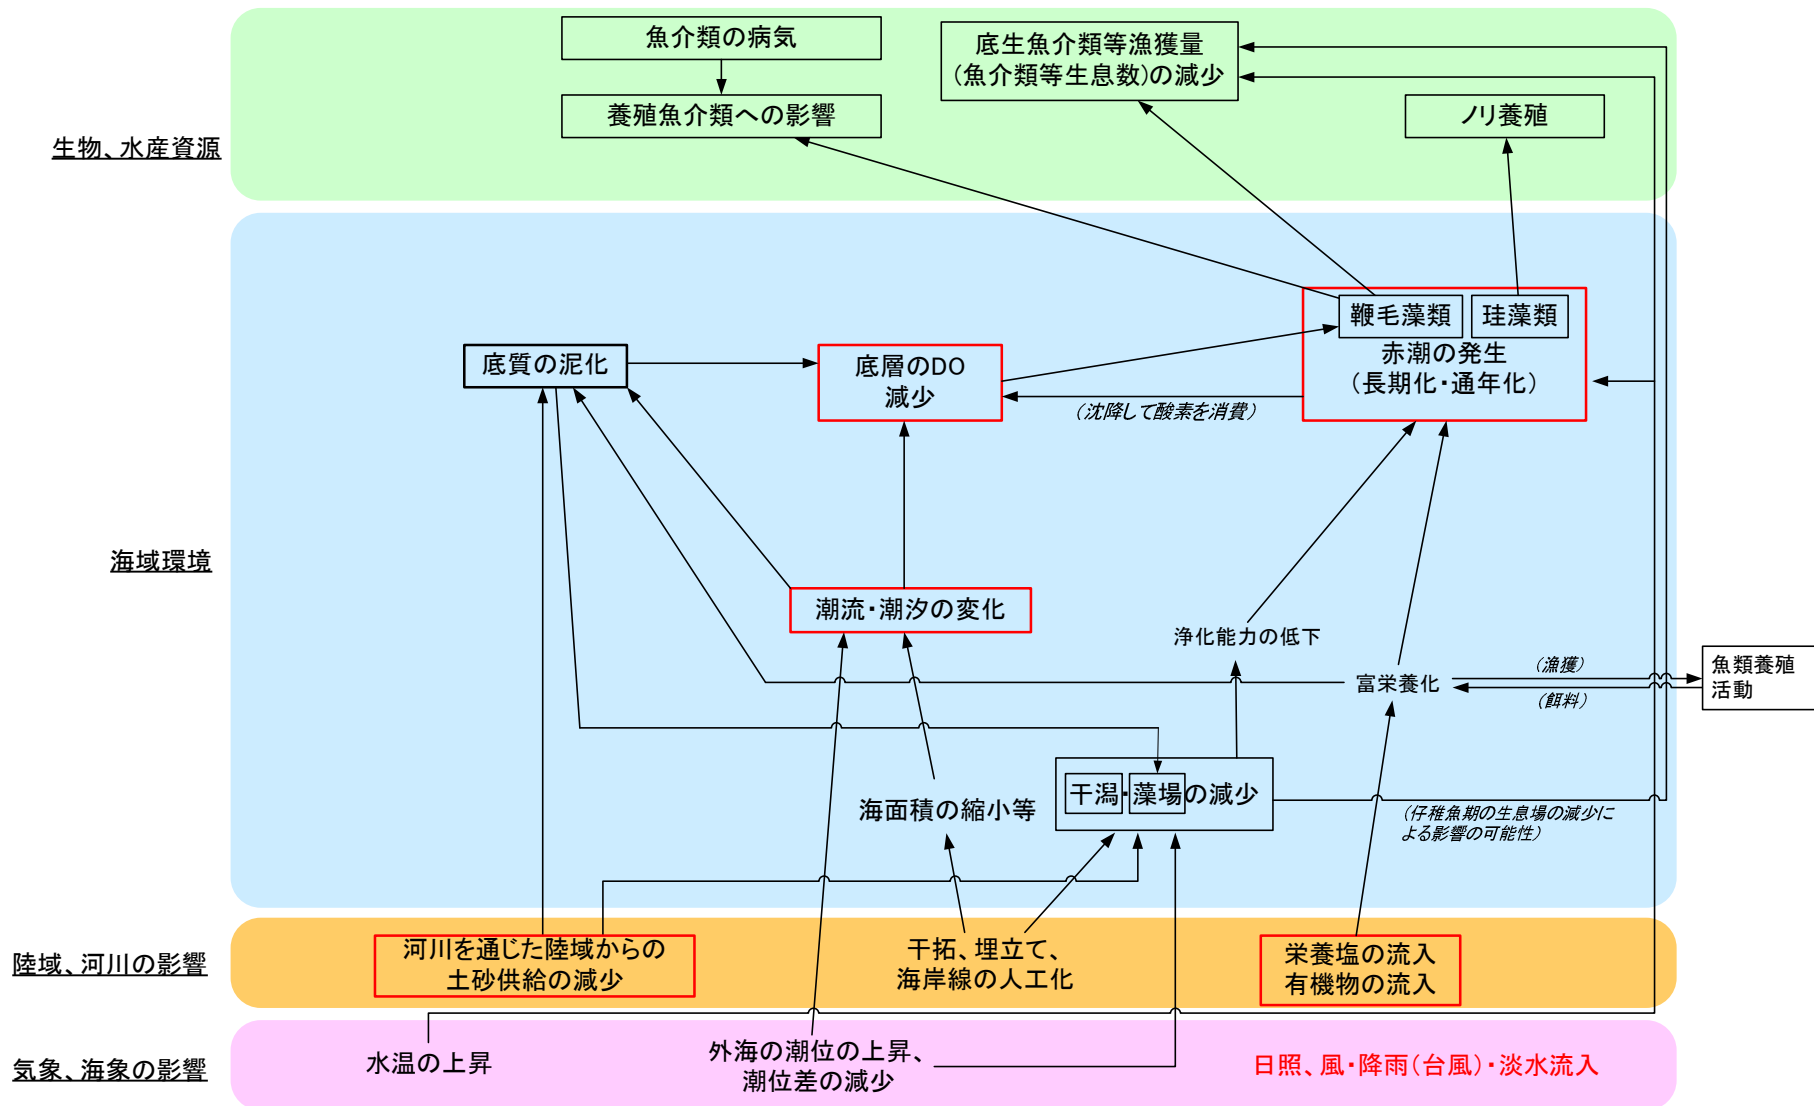 魚介類の病気
養殖魚介類への影響
底生魚介類等漁獲量
(魚介類等生息数)の減少
ノリ養殖
生物、水産資源
鞭毛藻類
珪藻類
赤潮の発生
(長期化・通年化)
底質の泥化
底層のDO
減少
(沈降して酸素を消費)
海域環境
潮流・潮汐の変化
浄化能力の低下
富栄養化
(漁獲)
(餌料)
魚類養殖
活動
海面積の縮小等
干潟・藻場の減少
(仔稚魚期の生息場の減少に
よる影響の可能性)
陸域、河川の影響
河川を通じた陸域からの
土砂供給の減少
干拓、埋立て、
海岸線の人工化
栄養塩の流入
有機物の流入
気象、海象の影響
水温の上昇
外海の潮位の上昇、
潮位差の減少
日照、風・降雨(台風)・淡水流入